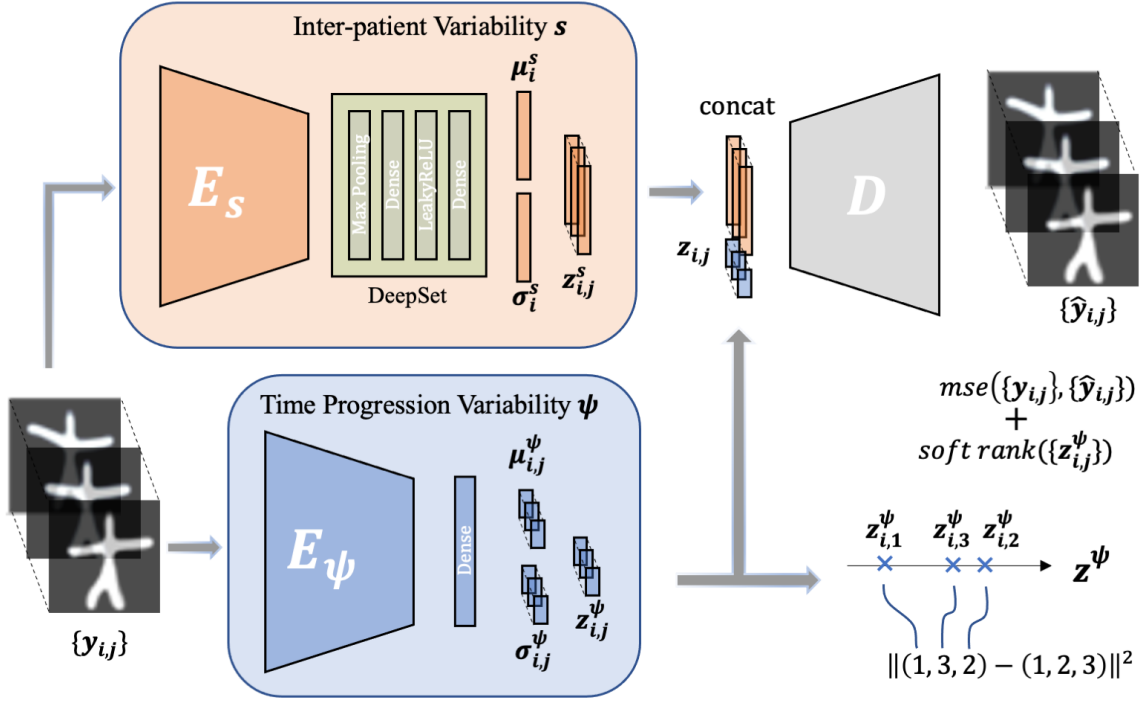 Inter-patient Variability s
μ_i^s
E_s
Max Pooling
Dense
LeakyReLU
Dense
DeepSet
σ_i^s
z_{i,j}^s
concat
z_{i,j}
D
{ŷ_{i,j}}
Time Progression Variability ψ
μ_{i,j}^ψ
E_ψ
Dense
σ_{i,j}^ψ
z_{i,j}^ψ
{y_{i,j}}
mse({y_{i,j}}, {ŷ_{i,j}})
+
soft rank({z_{i,j}^ψ})
z_{i,1}^ψ z_{i,3}^ψ z_{i,2}^ψ
z^ψ
‖(1, 3, 2) − (1, 2, 3)‖²